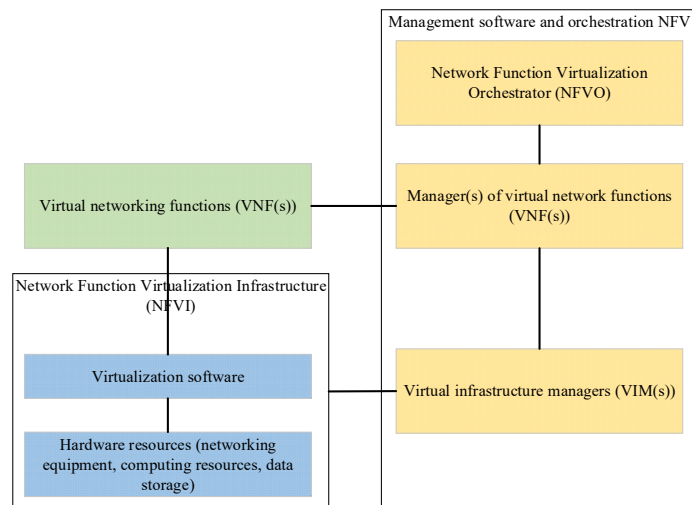 Management software and orchestration NFV
Network Function Virtualization
Orchestrator (NFVO)
Virtual networking functions (VNF(s))
Manager(s) of virtual network functions
(VNF(s))
Network Function Virtualization Infrastructure
(NFVI)
Virtualization software
Virtual infrastructure managers (VIM(s))
Hardware resources (networking
equipment, computing resources, data
storage)